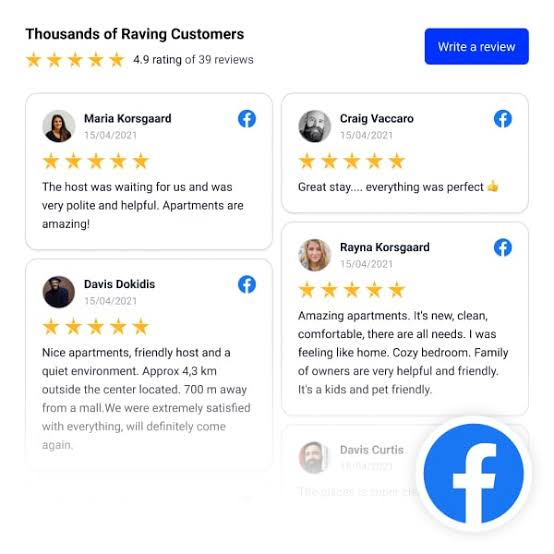 Thousands of Raving Customers
4.9 rating of 39 reviews
Write a review
Maria Korsgaard
15/04/2021
The host was waiting for us and was
very polite and helpful. Apartments are
amazing!
Davis Dokidis
15/04/2021
Nice apartments, friendly host and a
quiet environment. Approx 4,3 km
outside the center located. 700 m away
from a mall.We were extremely satisfied
with everything, will definitely come
again.
Craig Vaccaro
15/04/2021
Great stay.... everything was perfect 👍
Rayna Korsgaard
15/04/2021
Amazing apartments. It's new, clean,
comfortable, there are all needs. I was
feeling like home. Cozy bedroom. Family
of owners are very helpful and friendly.
It's a kids and pet friendly.
Davis Curtis
15/04/2021
The places is super